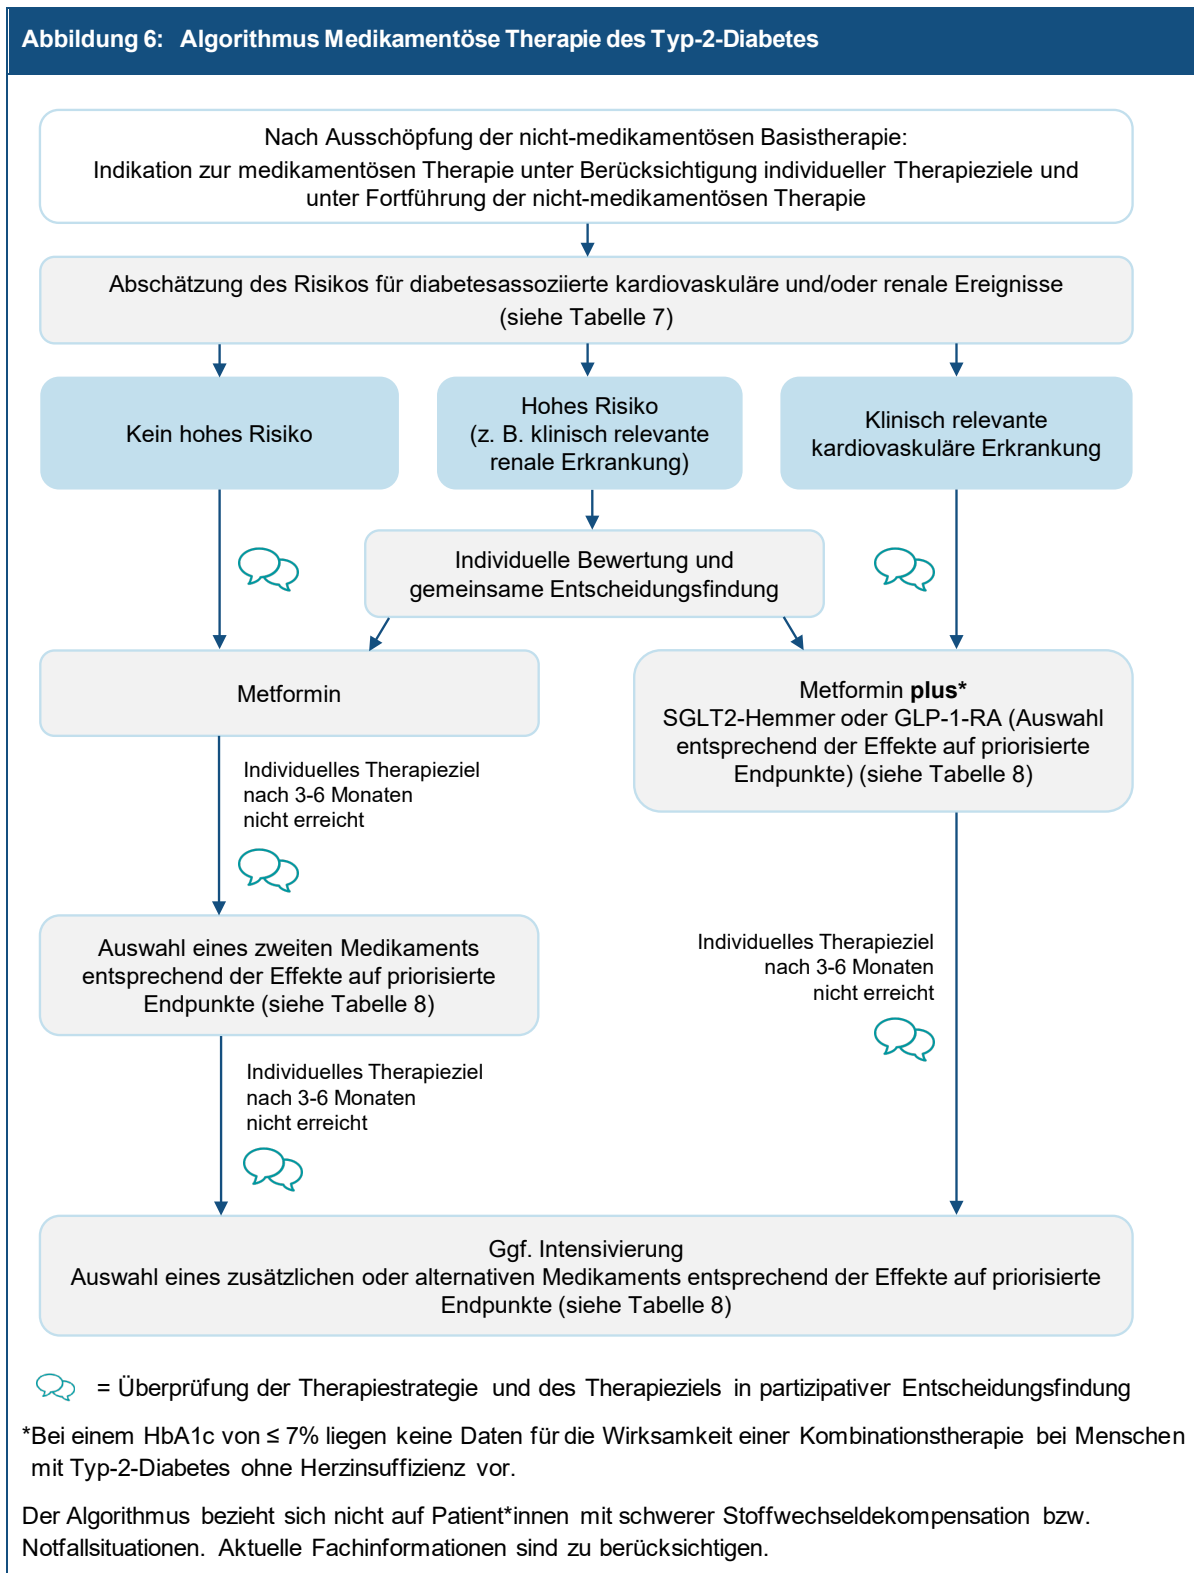 Abbildung 6: Algorithmus Medikamentöse Therapie des Typ-2-Diabetes
Nach Ausschöpfung der nicht-medikamentösen Basistherapie:
Indikation zur medikamentösen Therapie unter Berücksichtigung individueller Therapieziele und
unter Fortführung der nicht-medikamentösen Therapie
Abschätzung des Risikos für diabetesassoziierte kardiovaskuläre und/oder renale Ereignisse
(siehe Tabelle 7)
Kein hohes Risiko
Hohes Risiko
(z. B. klinisch relevante
renale Erkrankung)
Klinisch relevante
kardiovaskuläre Erkrankung
Individuelle Bewertung und
gemeinsame Entscheidungsfindung
Metformin
Metformin plus*
SGLT2-Hemmer oder GLP-1-RA (Auswahl
entsprechend der Effekte auf priorisierte
Endpunkte) (siehe Tabelle 8)
Individuelles Therapieziel
nach 3-6 Monaten
nicht erreicht
Auswahl eines zweiten Medikaments
entsprechend der Effekte auf priorisierte
Endpunkte (siehe Tabelle 8)
Individuelles Therapieziel
nach 3-6 Monaten
nicht erreicht
Individuelles Therapieziel
nach 3-6 Monaten
nicht erreicht
Ggf. Intensivierung
Auswahl eines zusätzlichen oder alternativen Medikaments entsprechend der Effekte auf priorisierte
Endpunkte (siehe Tabelle 8)
= Überprüfung der Therapiestrategie und des Therapieziels in partizipativer Entscheidungsfindung
*Bei einem HbA1c von ≤ 7% liegen keine Daten für die Wirksamkeit einer Kombinationstherapie bei Menschen
mit Typ-2-Diabetes ohne Herzinsuffizienz vor.
Der Algorithmus bezieht sich nicht auf Patient*innen mit schwerer Stoffwechseldekompensation bzw.
Notfallsituationen. Aktuelle Fachinformationen sind zu berücksichtigen.